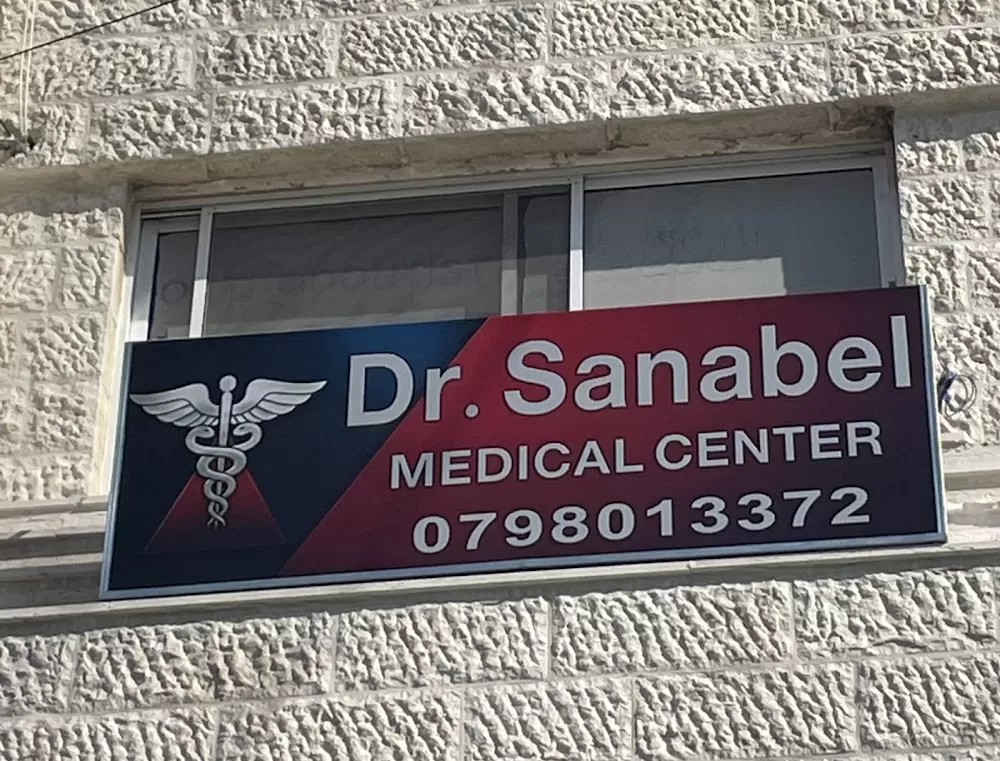 Dr. Sanabel
MEDICAL CENTER
0798013372